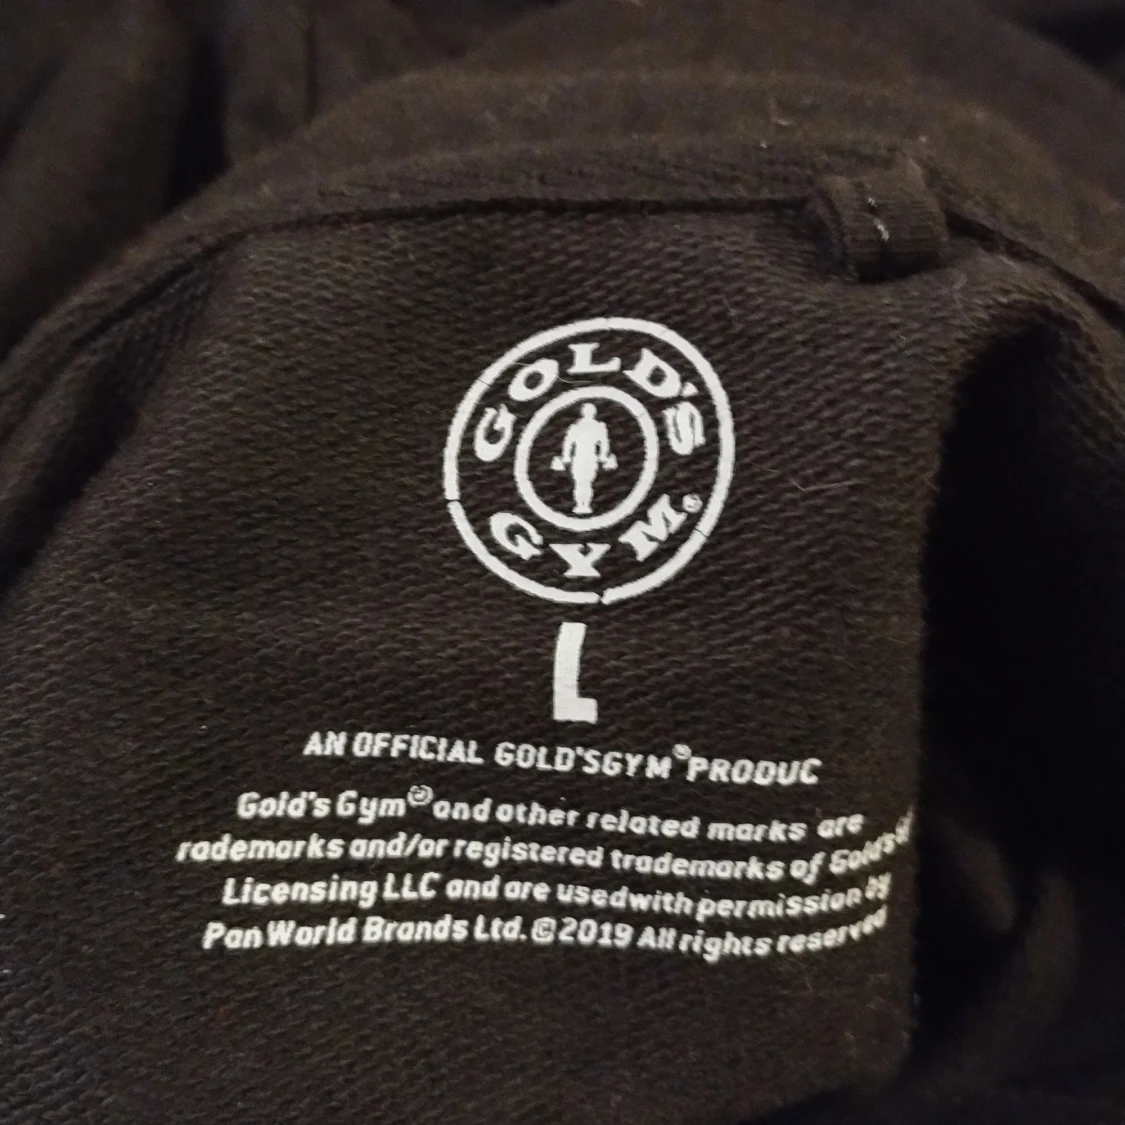 GOLD'S
GYM®
L
AN OFFICIAL GOLD'SGYM®PRODUC
Gold's Gym® and other related marks are
rademarks and/or registered trademarks of Gold's
Licensing LLC and are usedwith permission by
Pan World Brands Ltd. ©2019 All rights reserved